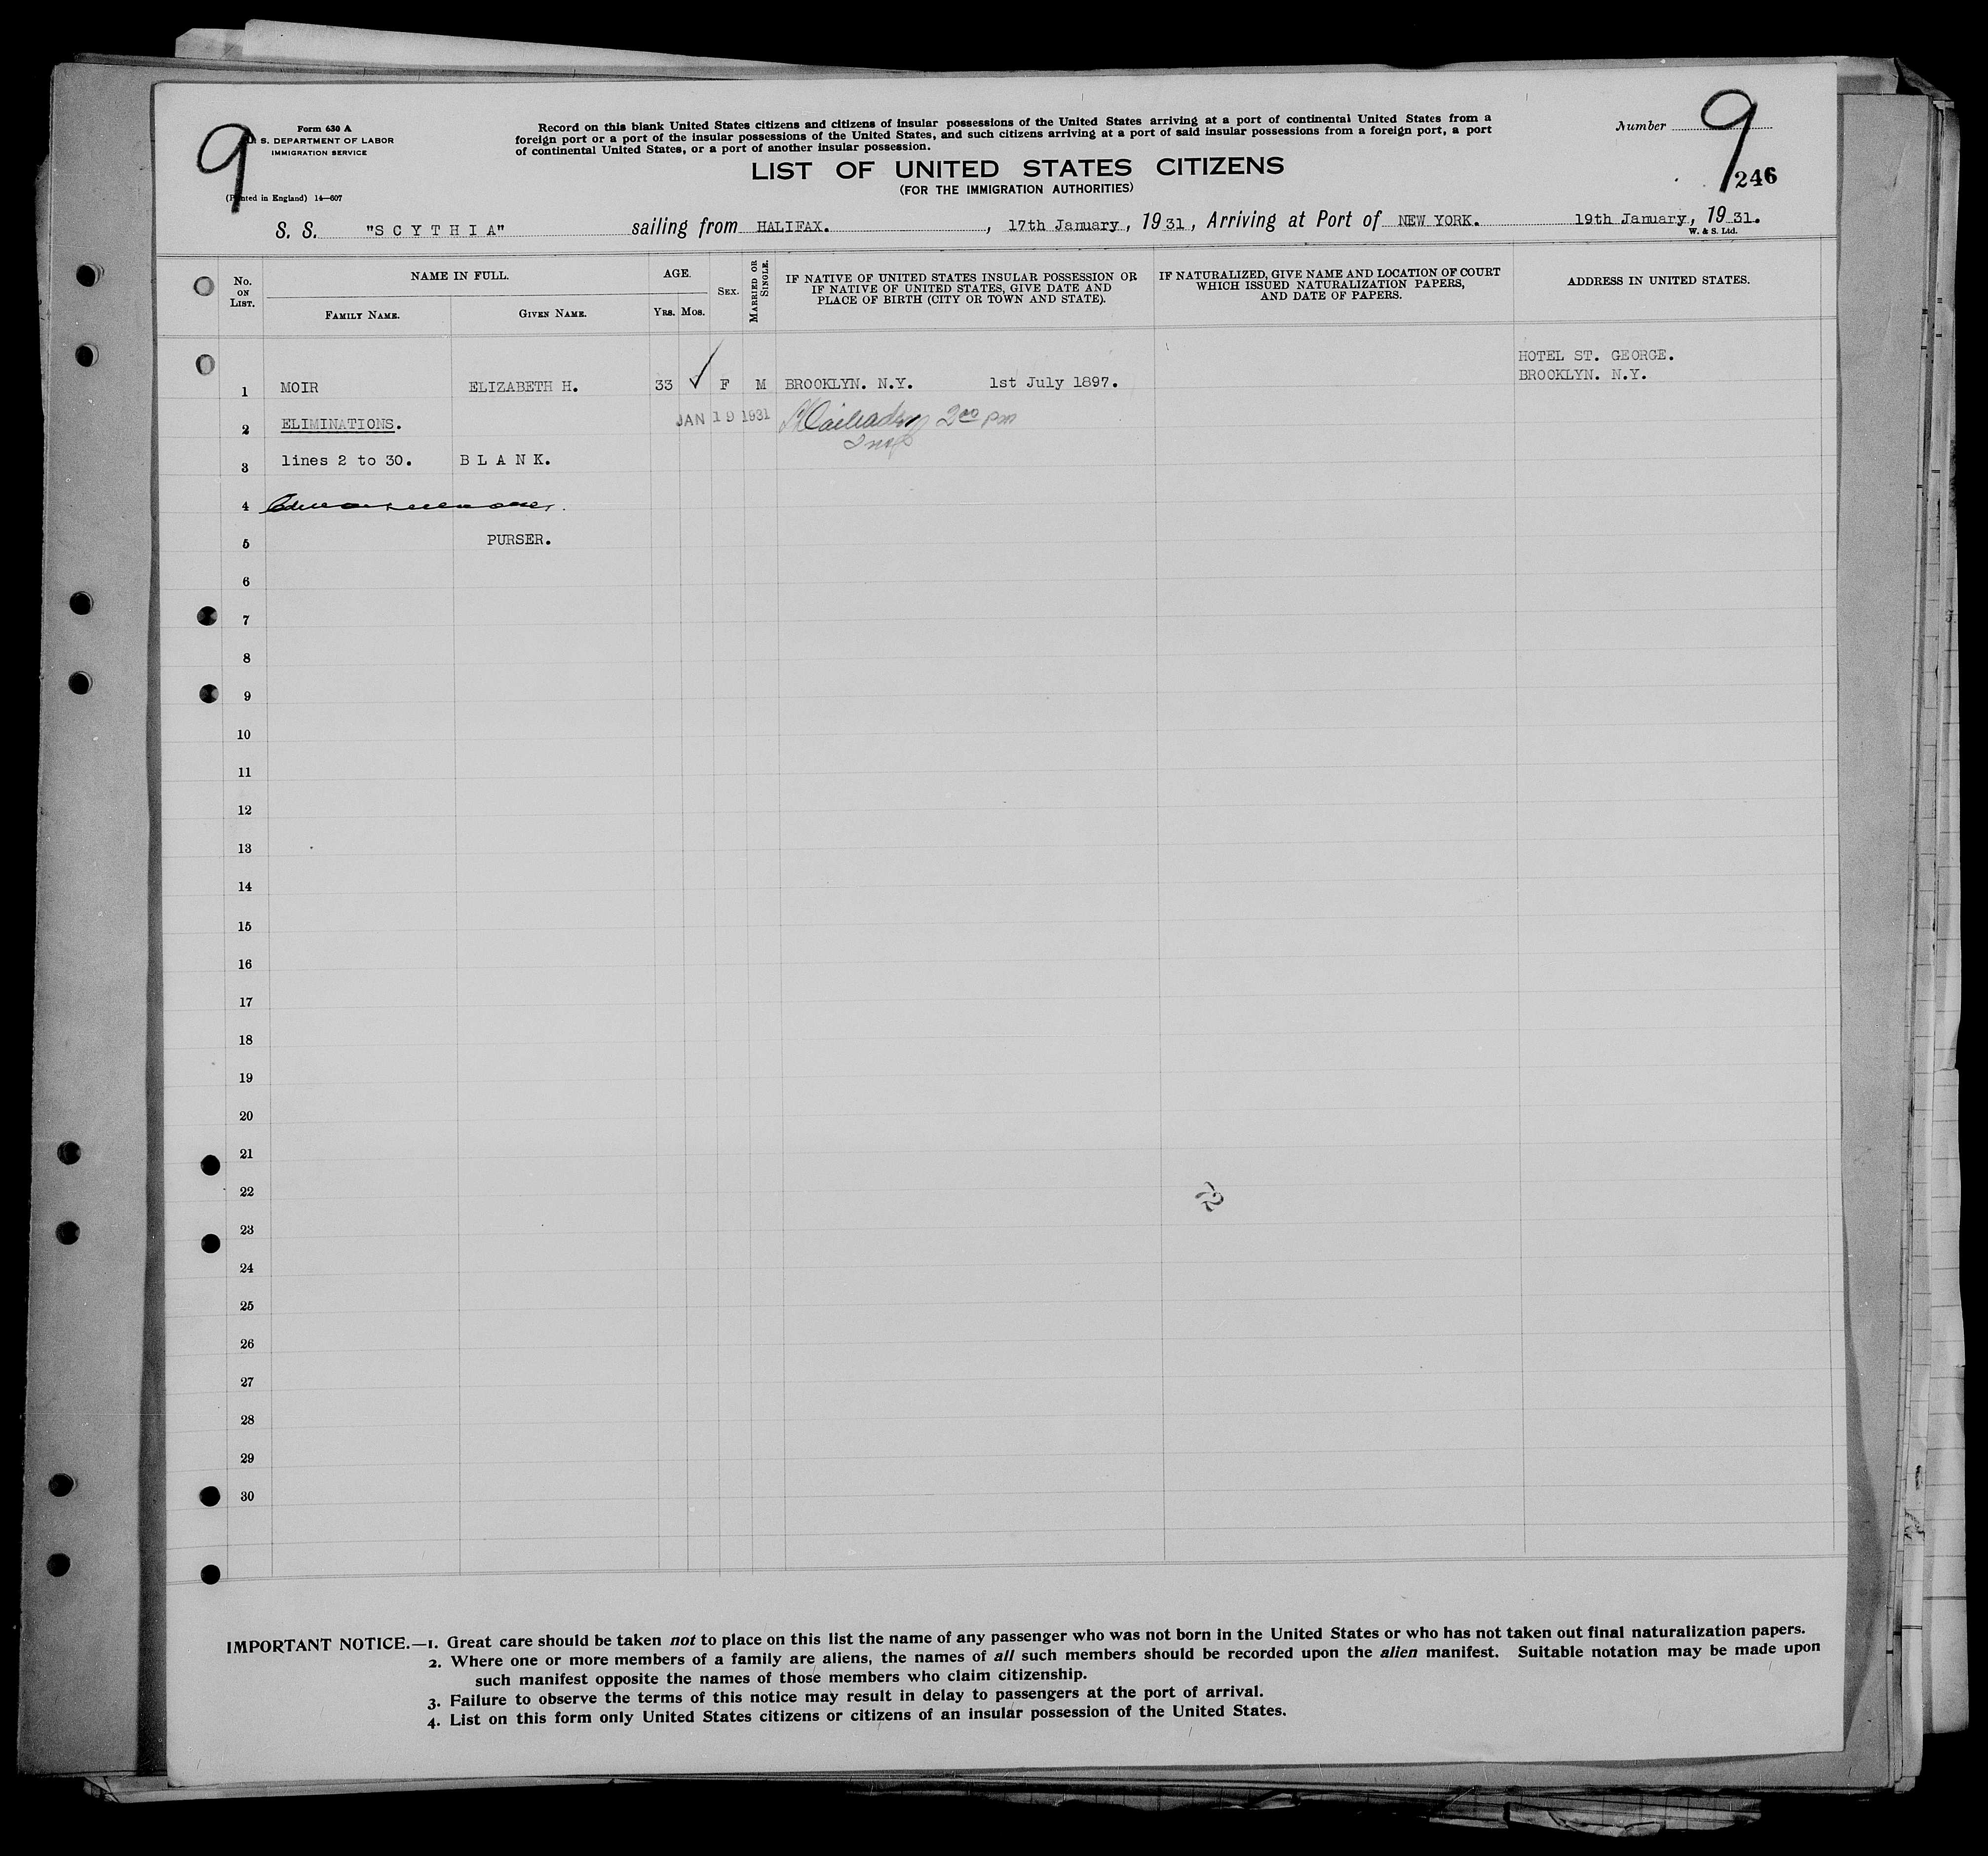 9
Form 630 A
S. DEPARTMENT OF LABOR
IMMIGRATION SERVICE
(Printed in England) 14—607
Record on this blank United States citizens and citizens of insular possessions of the United States arriving at a port of continental United States from a
foreign port or a port of the insular possessions of the United States, and such citizens arriving at a port of said insular possessions from a foreign port, a port
of continental United States, or a port of another insular possession.
LIST OF UNITED STATES CITIZENS
(FOR THE IMMIGRATION AUTHORITIES)
Number 9
246
S. S. "SCYTHIA" sailing from HALIFAX. , 17th January, 1931, Arriving at Port of NEW YORK. 19th January, 1931.
W. & S. Ltd.
No. ON LIST.
NAME IN FULL.
FAMILY NAME.
GIVEN NAME.
AGE.
YRS. MOS.
SEX.
MARRIED OR SINGLE.
IF NATIVE OF UNITED STATES INSULAR POSSESSION OR
IF NATIVE OF UNITED STATES, GIVE DATE AND
PLACE OF BIRTH (CITY OR TOWN AND STATE).
IF NATURALIZED, GIVE NAME AND LOCATION OF COURT
WHICH ISSUED NATURALIZATION PAPERS,
AND DATE OF PAPERS.
ADDRESS IN UNITED STATES.
HOTEL ST. GEORGE.
BROOKLYN. N.Y.
1 MOIR ELIZABETH H. 33 ✓ F M BROOKLYN. N.Y. 1st July 1897.
2 ELIMINATIONS. JAN 19 1931 2 00 PM
3 lines 2 to 30. BLANK.
4
5 PURSER.
6
7
8
9
10
11
12
13
14
15
16
17
18
19
20
21
22
23
24
25
26
27
28
29
30
IMPORTANT NOTICE.—1. Great care should be taken not to place on this list the name of any passenger who was not born in the United States or who has not taken out final naturalization papers.
2. Where one or more members of a family are aliens, the names of all such members should be recorded upon the alien manifest. Suitable notation may be made upon
such manifest opposite the names of those members who claim citizenship.
3. Failure to observe the terms of this notice may result in delay to passengers at the port of arrival.
4. List on this form only United States citizens or citizens of an insular possession of the United States.